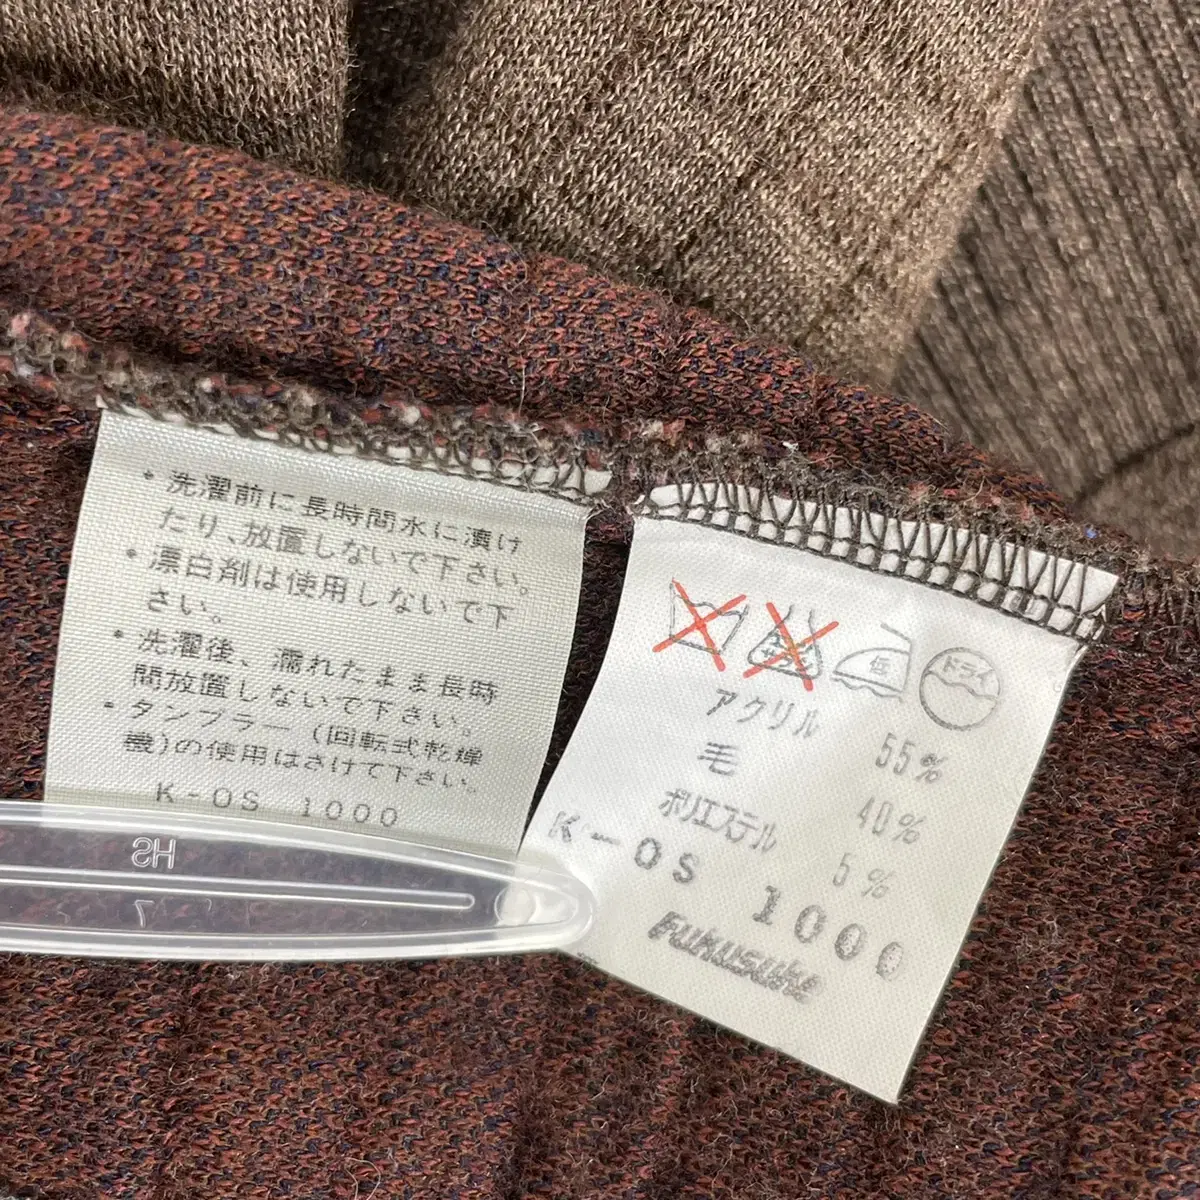 ・洗濯前に長時間水に漬け
たり、放置しないで下さい。
・漂白剤は使用しないで下
さい。
・洗濯後、濡れたまま長時
間放置しないで下さい。
・タンブラー(回転式乾燥
機)の使用はさけて下さい。
K-OS 1000
HS
7
低
ドライ
アクリル 55%
毛 40%
ポリエステル 5%
K-OS 1000
Fukusuke